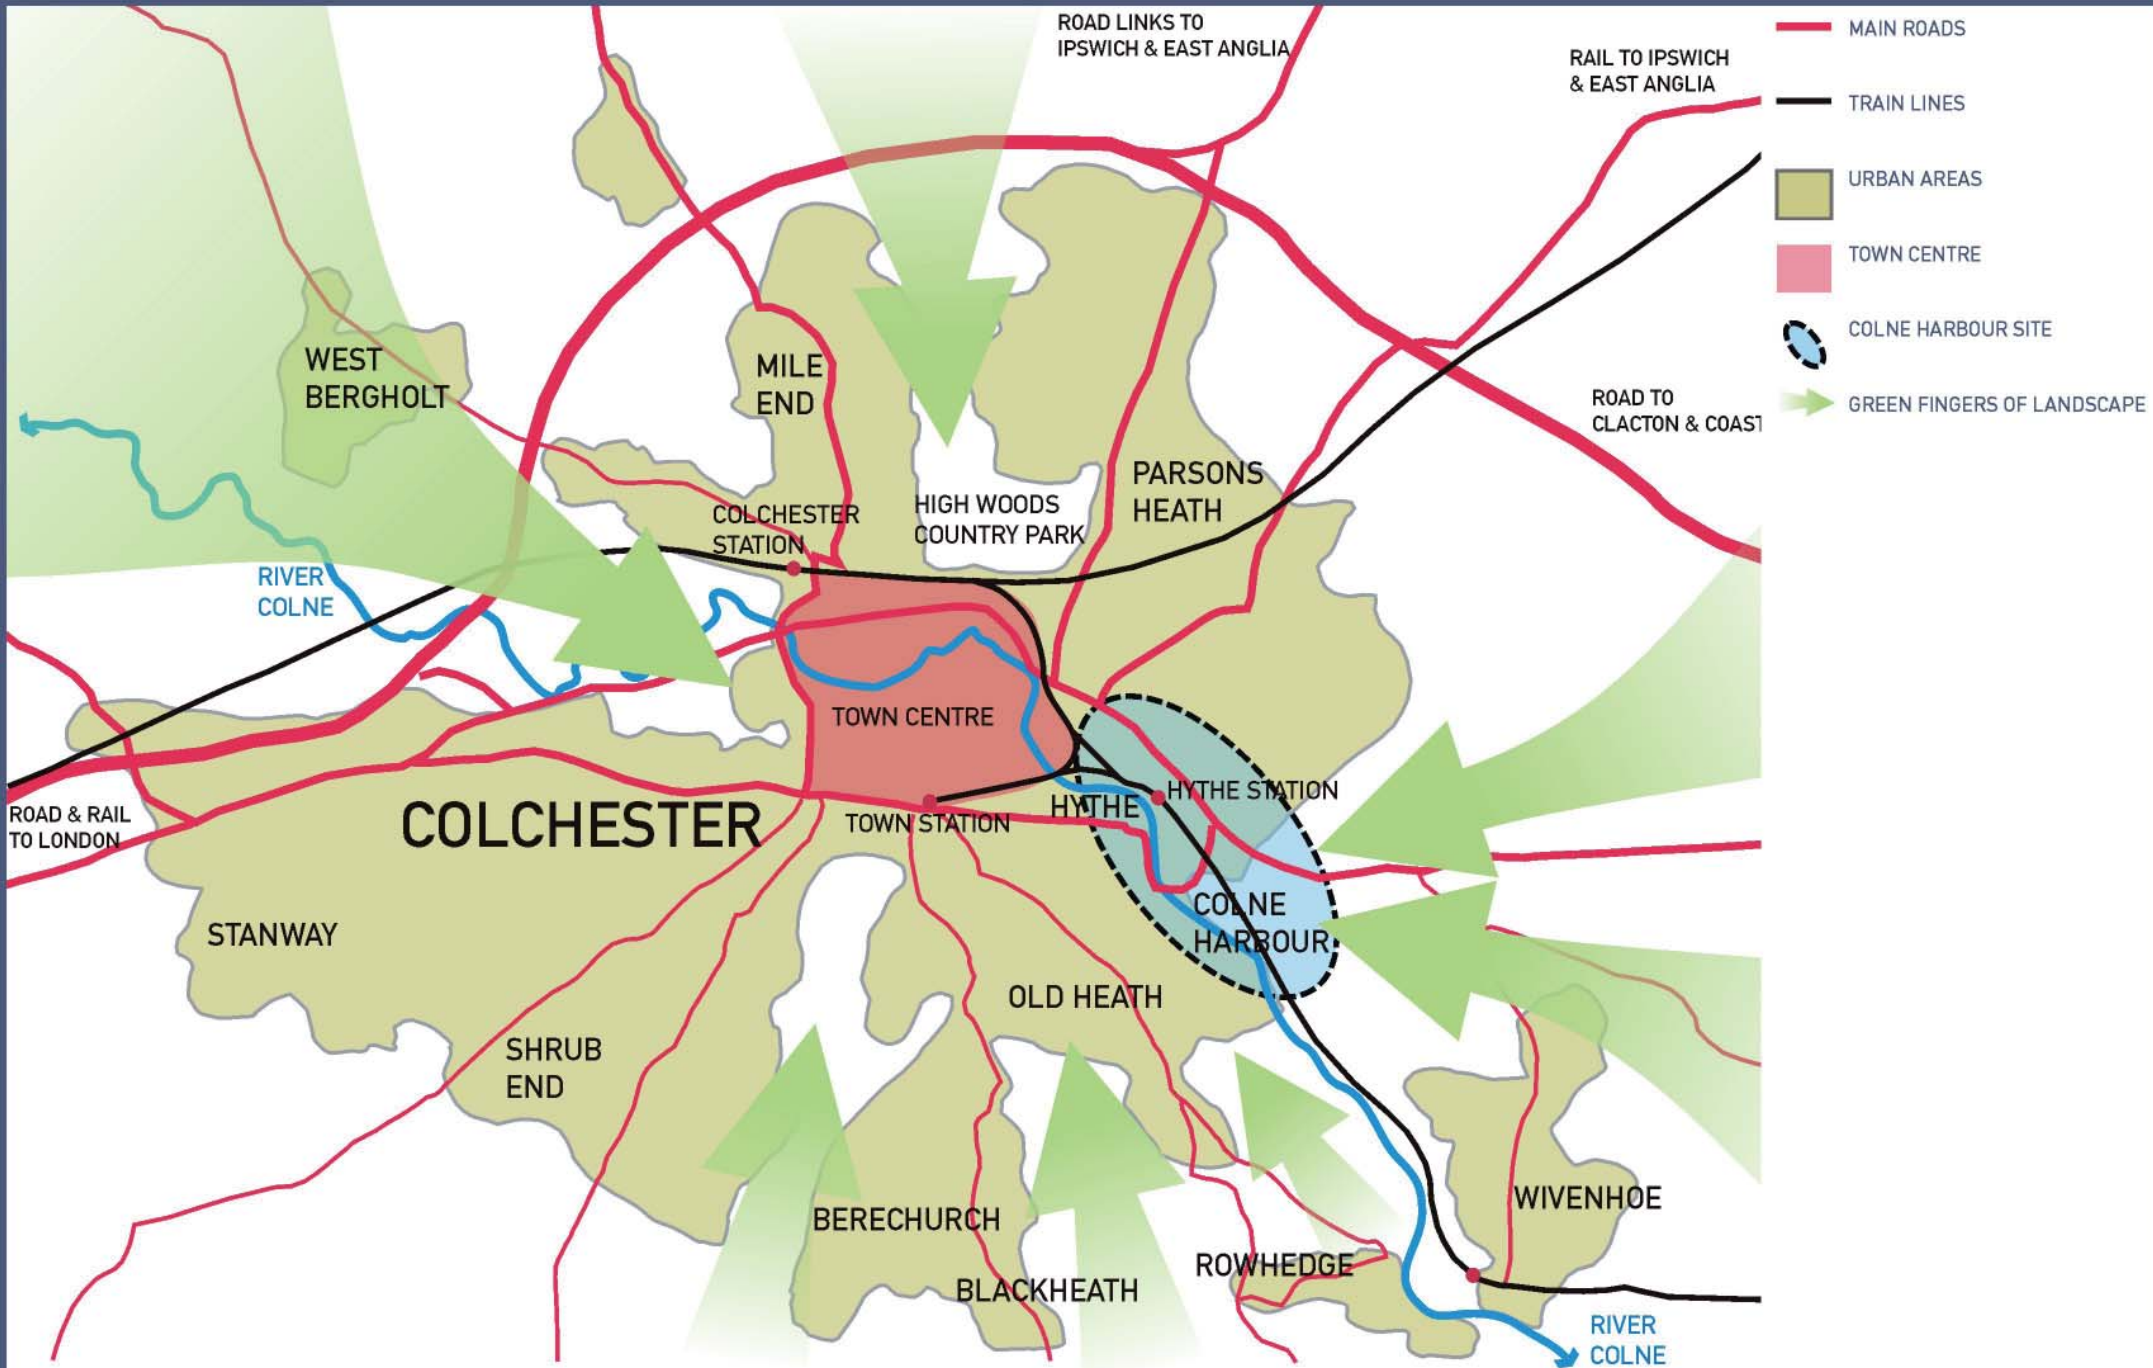 ROAD LINKS TO
IPSWICH & EAST ANGLIA
RAIL TO IPSWICH
& EAST ANGLIA
MAIN ROADS
TRAIN LINES
URBAN AREAS
TOWN CENTRE
COLNE HARBOUR SITE
GREEN FINGERS OF LANDSCAPE
ROAD TO
CLACTON & COAST
WEST
BERGHOLT
MILE
END
PARSONS
HEATH
HIGH WOODS
COUNTRY PARK
COLCHESTER
STATION
RIVER
COLNE
TOWN CENTRE
HYTHE STATION
HYTHE
TOWN STATION
COLCHESTER
ROAD & RAIL
TO LONDON
COLNE
HARBOUR
STANWAY
OLD HEATH
SHRUB
END
WIVENHOE
BERECHURCH
ROWHEDGE
BLACKHEATH
RIVER
COLNE